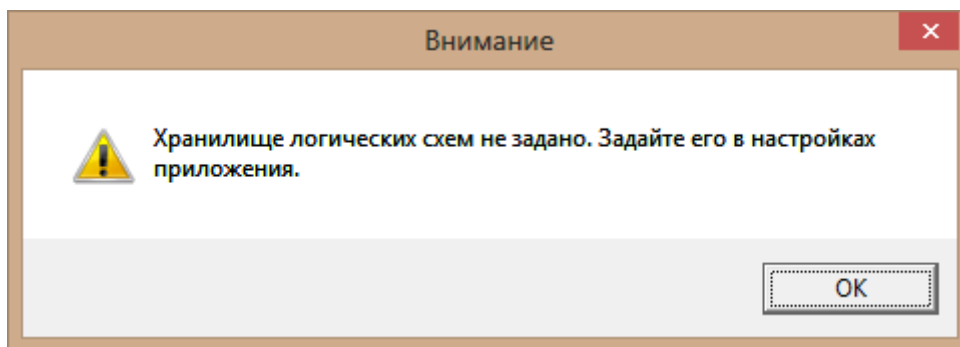 Внимание
Хранилище логических схем не задано. Задайте его в настройках
приложения.
OK